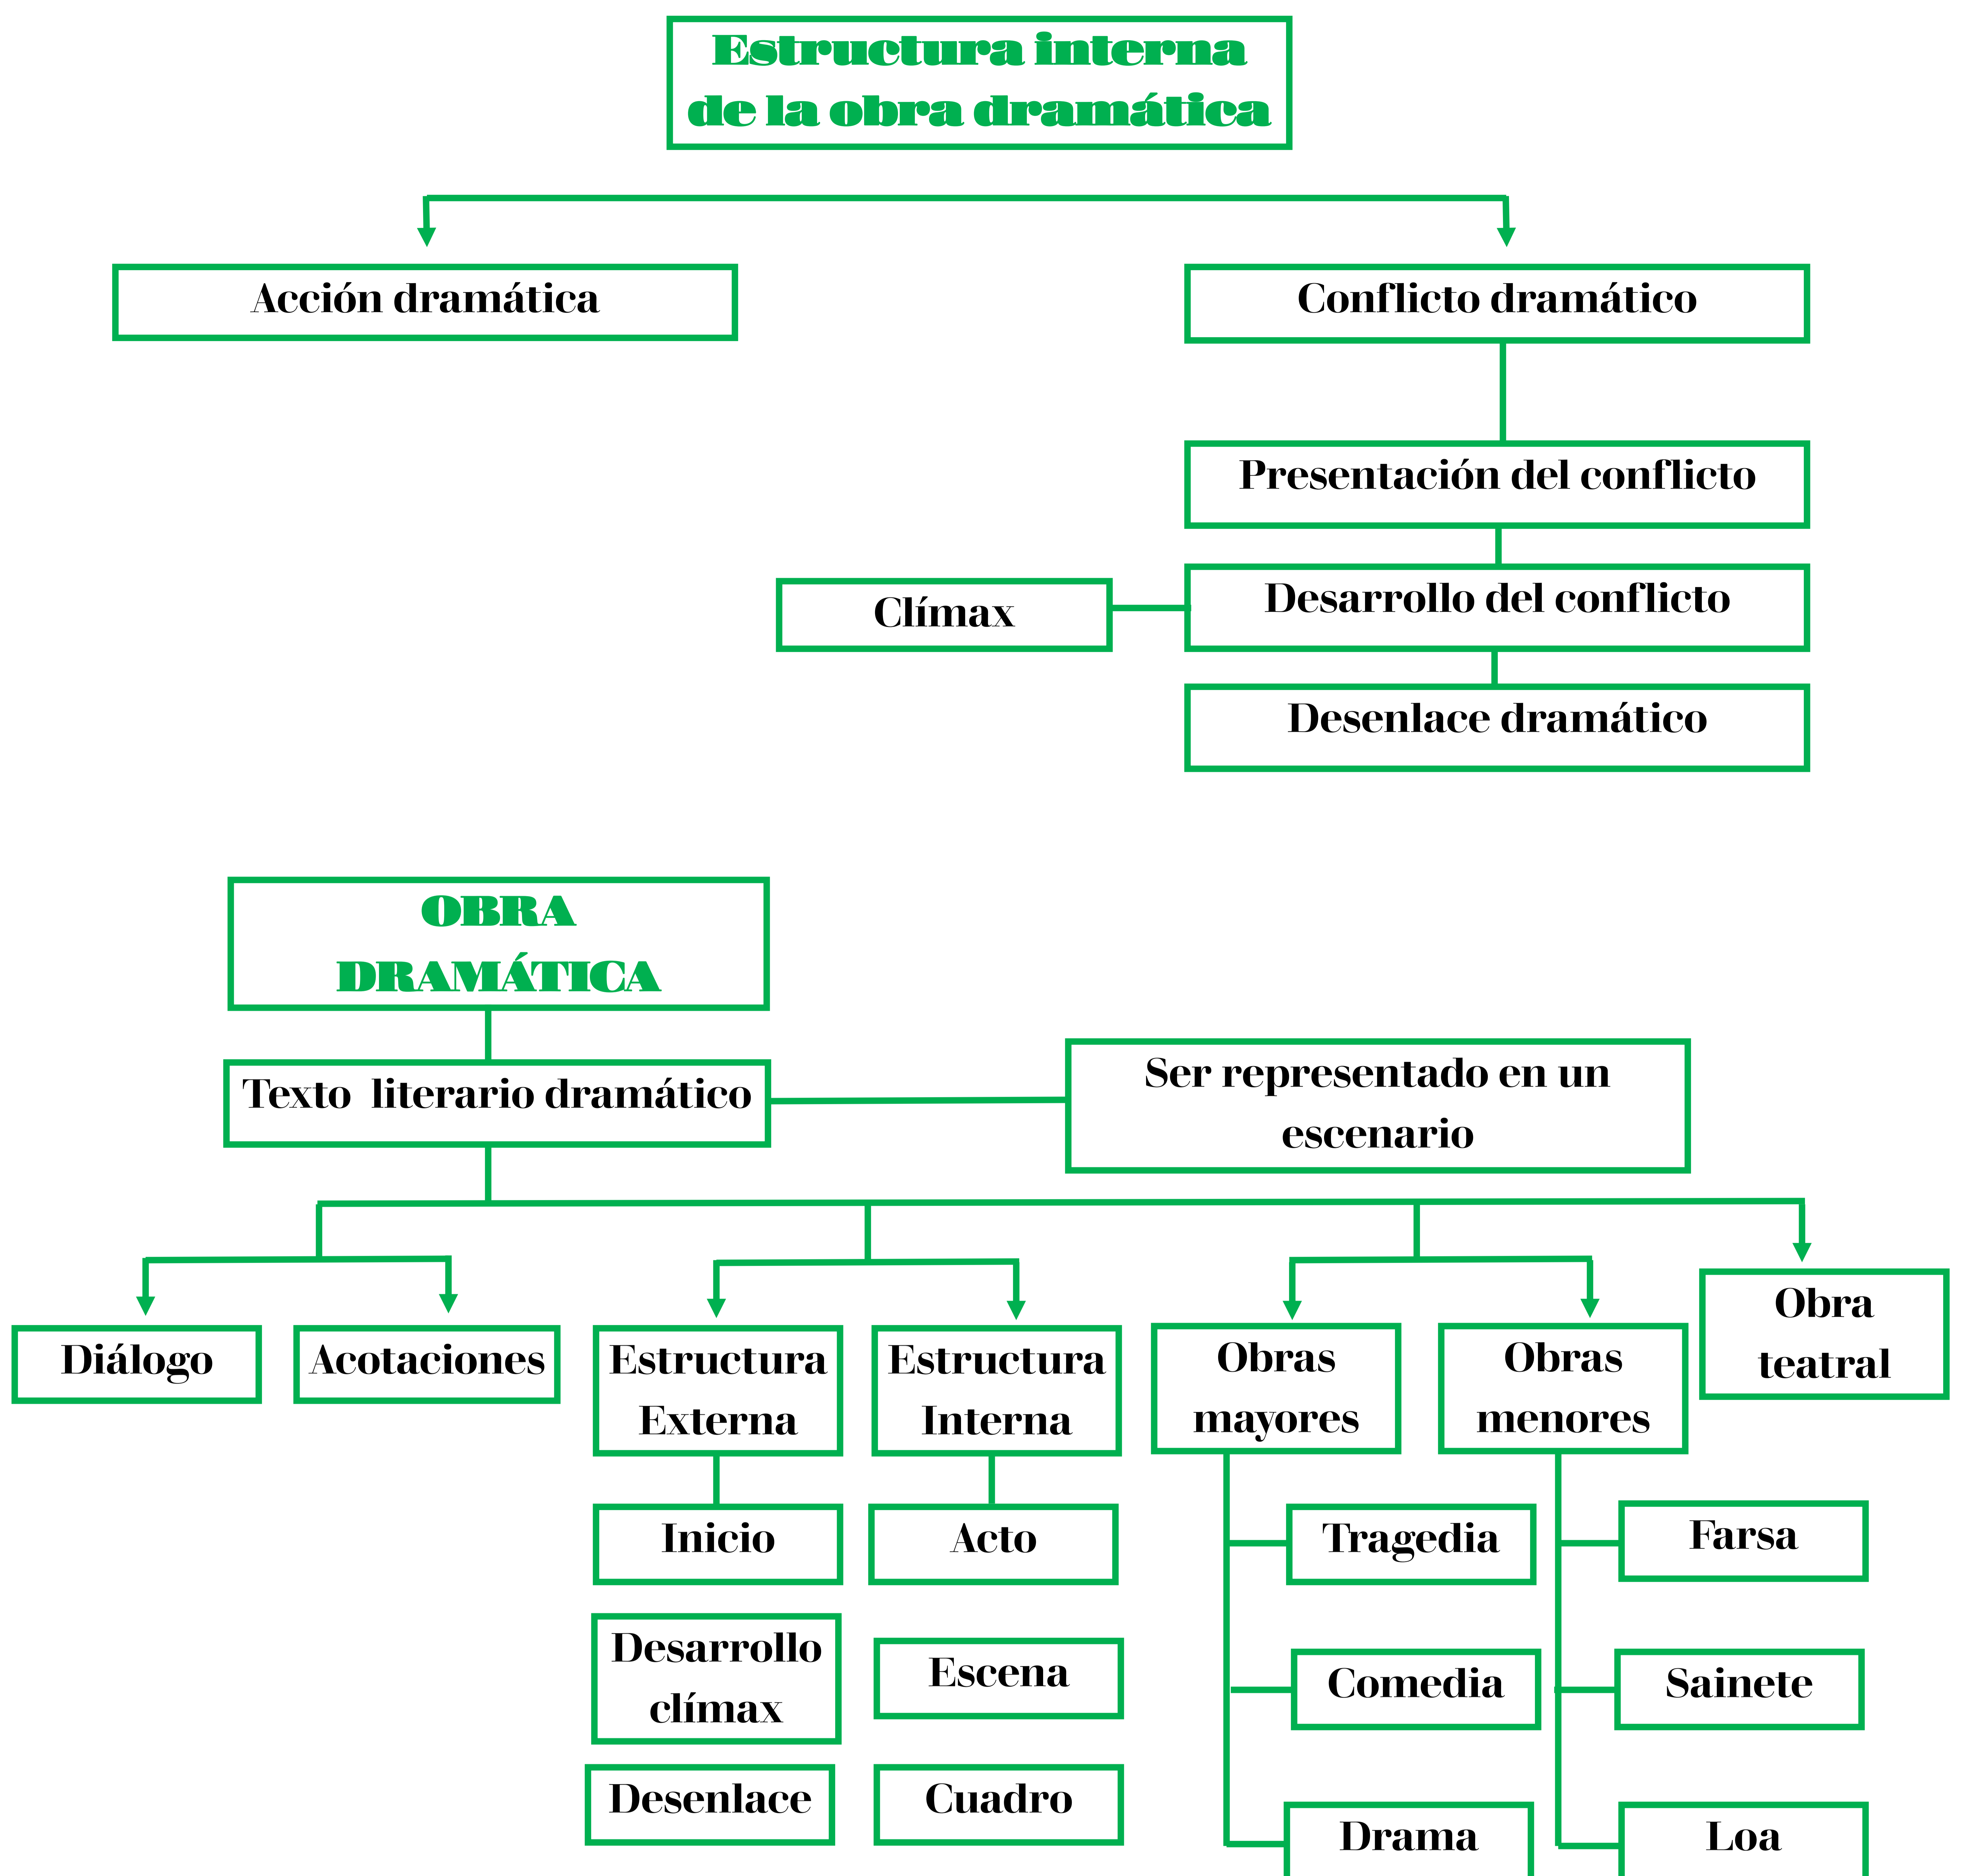 Estructura interna
de la obra dramática
Acción dramática
Conflicto dramático
Presentación del conflicto
Clímax
Desarrollo del conflicto
Desenlace dramático
OBRA
DRAMÁTICA
Texto literario dramático
Ser representado en un
escenario
Diálogo
Acotaciones
Estructura
Externa
Estructura
Interna
Obras
mayores
Obras
menores
Obra
teatral
Inicio
Acto
Tragedia
Farsa
Desarrollo
clímax
Escena
Comedia
Sainete
Desenlace
Cuadro
Drama
Loa